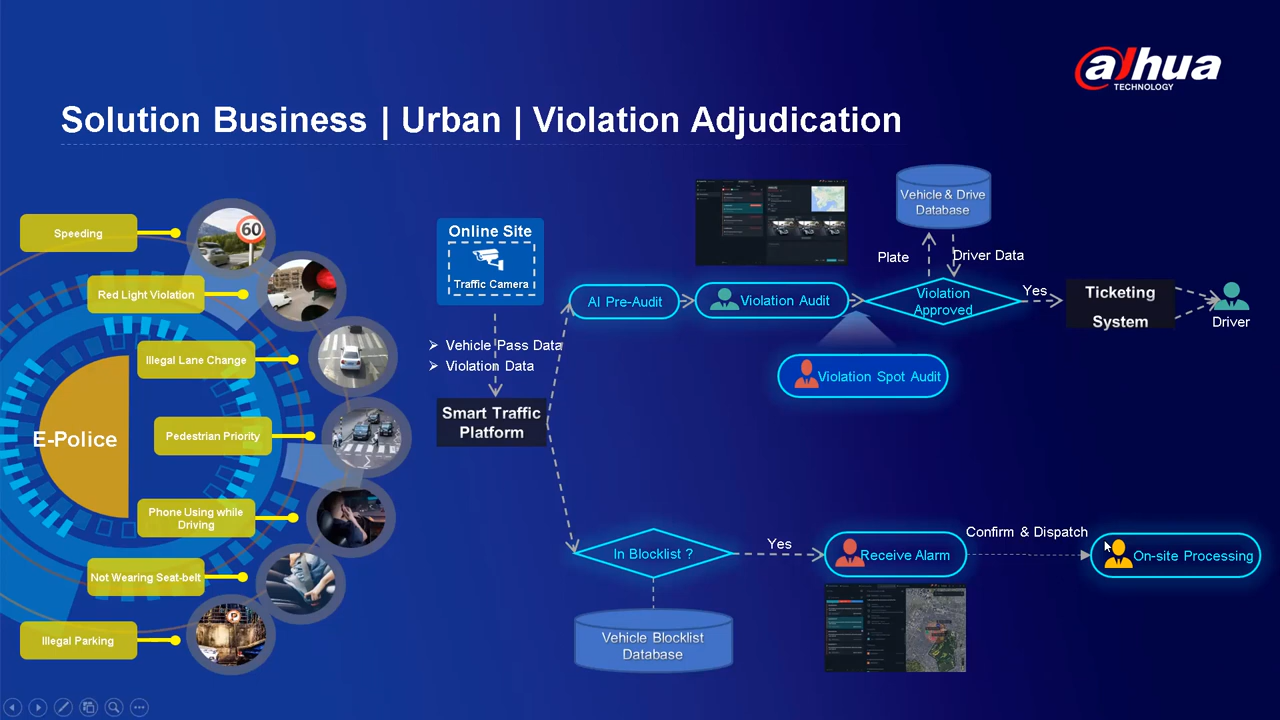 alhua
TECHNOLOGY
Solution Business | Urban | Violation Adjudication
Speeding
60
Red Light Violation
Illegal Lane Change
E-Police
Pedestrian Priority
Phone Using while
Driving
Not Wearing Seat-belt
Illegal Parking
P
Online Site
Traffic Camera
➢ Vehicle Pass Data
➢ Violation Data
Smart Traffic
Platform
AI Pre-Audit
Violation Audit
Violation Spot Audit
Vehicle & Drive
Database
Plate
Driver Data
Violation
Approved
Yes
Ticketing
System
Driver
In Blocklist ?
Vehicle Blocklist
Database
Yes
Receive Alarm
Confirm & Dispatch
On-site Processing